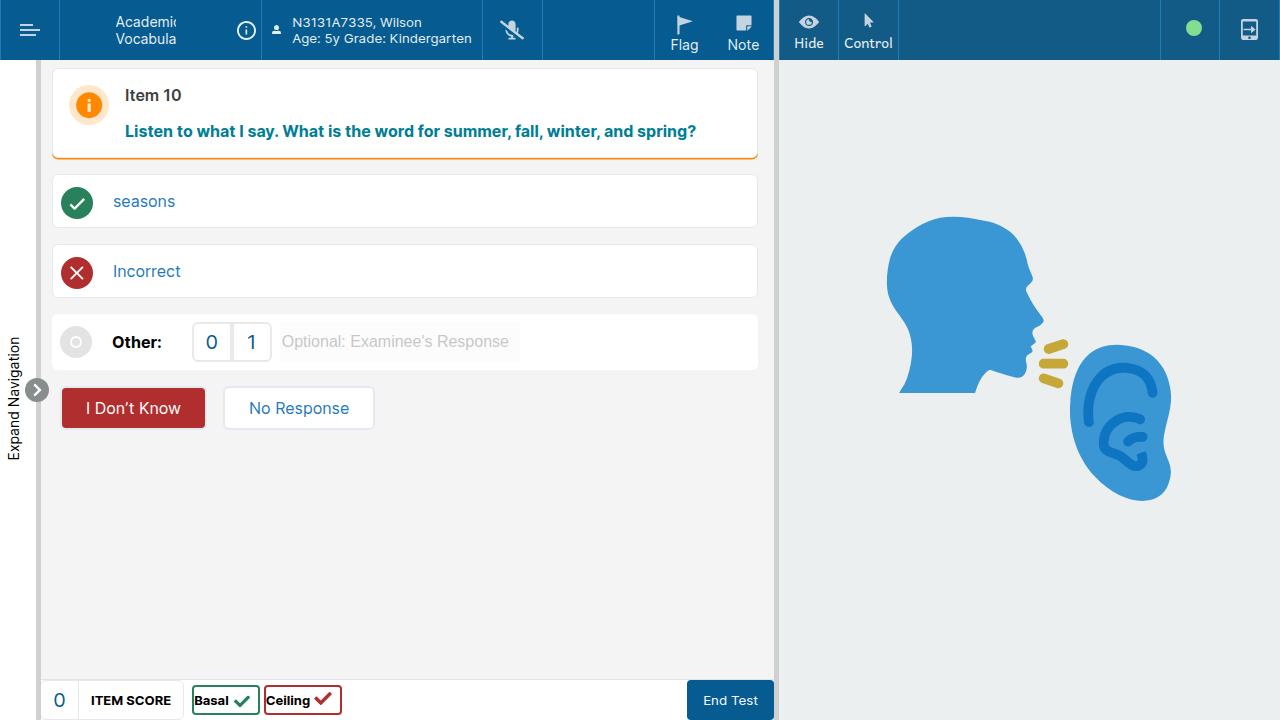 Academic
Vocabula
N3131A7335, Wilson
Age: 5y Grade: Kindergarten
Flag
Note
Hide
Control
Item 10
Listen to what I say. What is the word for summer, fall, winter, and spring?
seasons
Incorrect
Other:
0
1
Optional: Examinee's Response
I Don't Know
No Response
Expand Navigation
0
ITEM SCORE
Basal
Ceiling
End Test